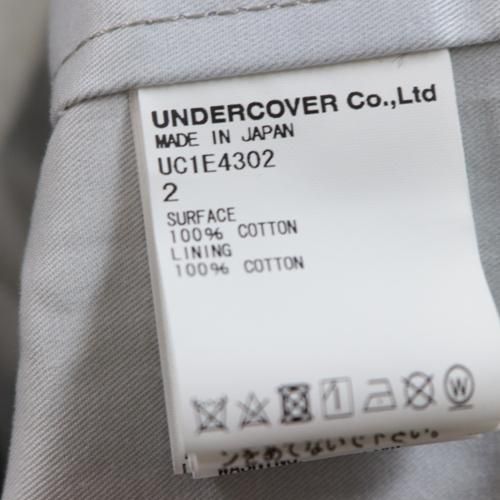 UNDERCOVER Co.,Ltd
MADE IN JAPAN
UC1E4302
2
SURFACE
100% COTTON
LINING
100% COTTON
W